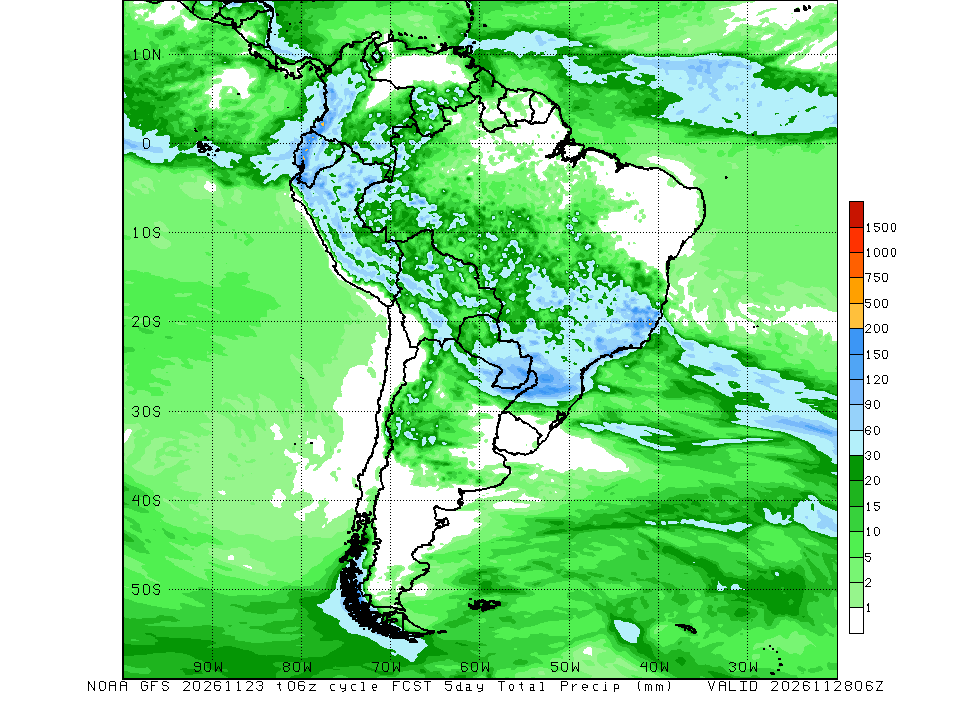 10N
0
10S
20S
30S
40S
50S
90W 80W 70W 60W 50W 40W 30W
1500
1000
750
500
200
150
120
90
60
30
20
15
10
5
2
1
NOAA GFS 20261123 t06z cycle FCST 5day Total Precip (mm) VALID 2026112806Z